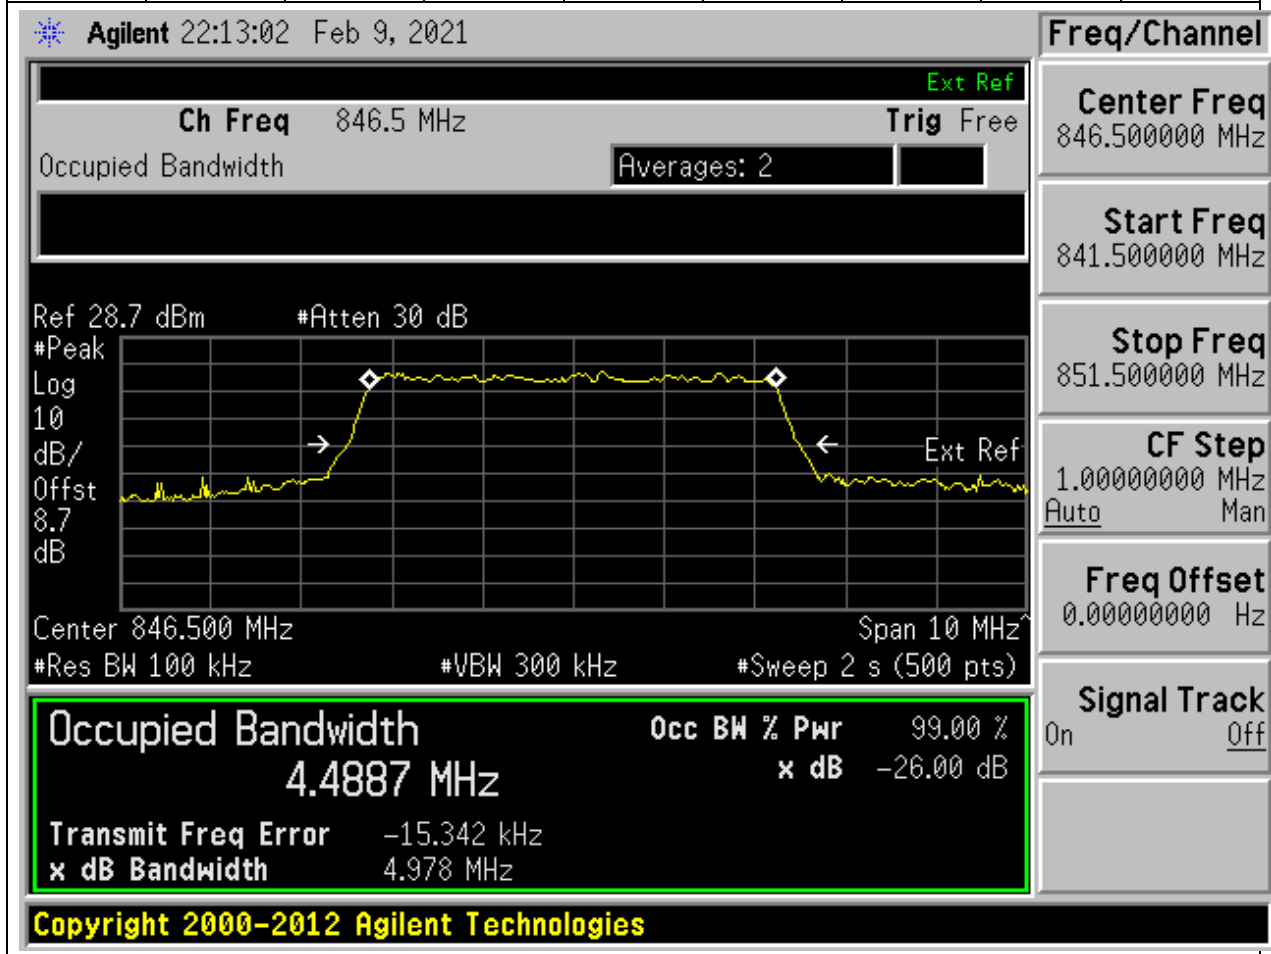 Agilent 22:13:02 Feb 9, 2021
Freq/Channel
Ext Ref
Ch Freq 846.5 MHz Trig Free
Occupied Bandwidth Averages: 2
Ref 28.7 dBm #Atten 30 dB
#Peak
Log
10
dB/
Offst
8.7
dB
Ext Ref
Center 846.500 MHz Span 10 MHz^
#Res BW 100 kHz #VBW 300 kHz #Sweep 2 s (500 pts)
Occupied Bandwidth Occ BW % Pwr 99.00 %
4.4887 MHz x dB -26.00 dB
Transmit Freq Error -15.342 kHz
x dB Bandwidth 4.978 MHz
Copyright 2000-2012 Agilent Technologies
Center Freq
846.500000 MHz
Start Freq
841.500000 MHz
Stop Freq
851.500000 MHz
CF Step
1.00000000 MHz
Auto Man
Freq Offset
0.00000000 Hz
Signal Track
On Off